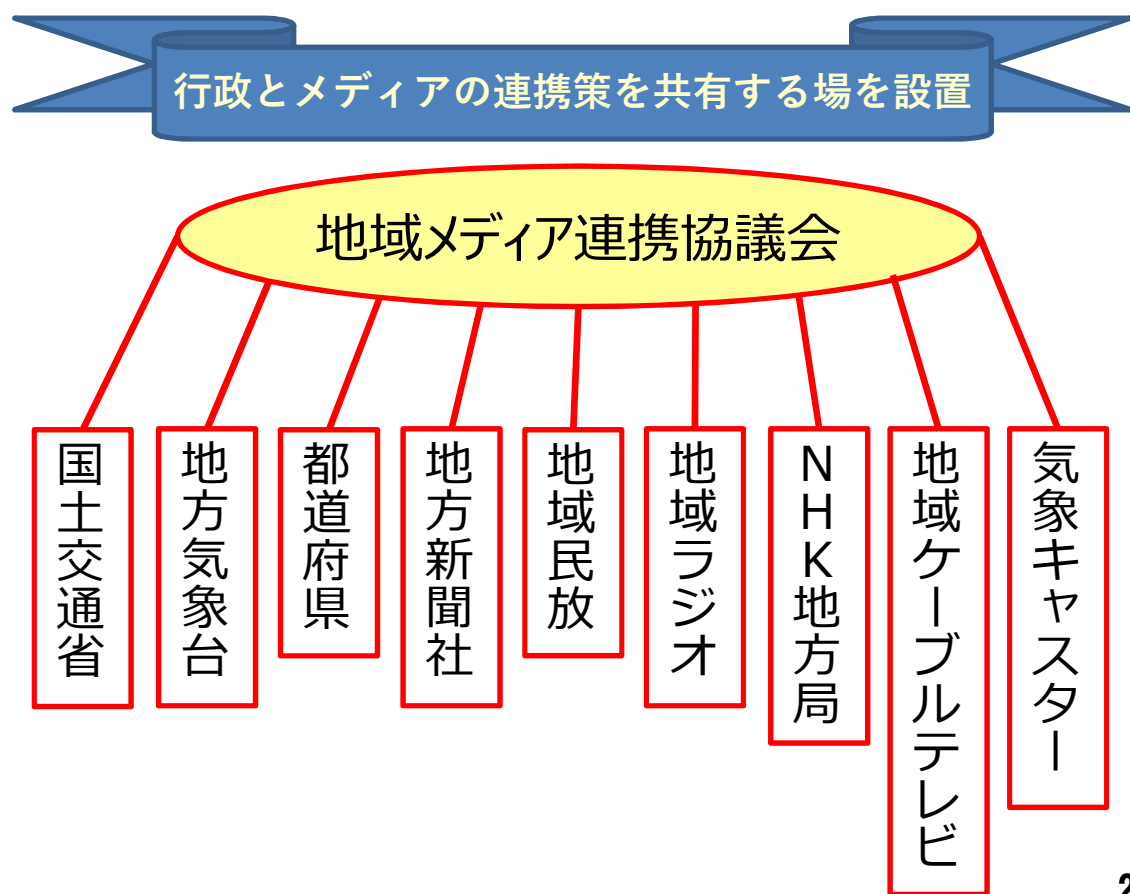 行政とメディアの連携策を共有する場を設置
地域メディア連携協議会
国土交通省
地方気象台
都道府県
地方新聞社
地域民放
地域ラジオ
NHK地方局
地域ケーブルテレビ
気象キャスター